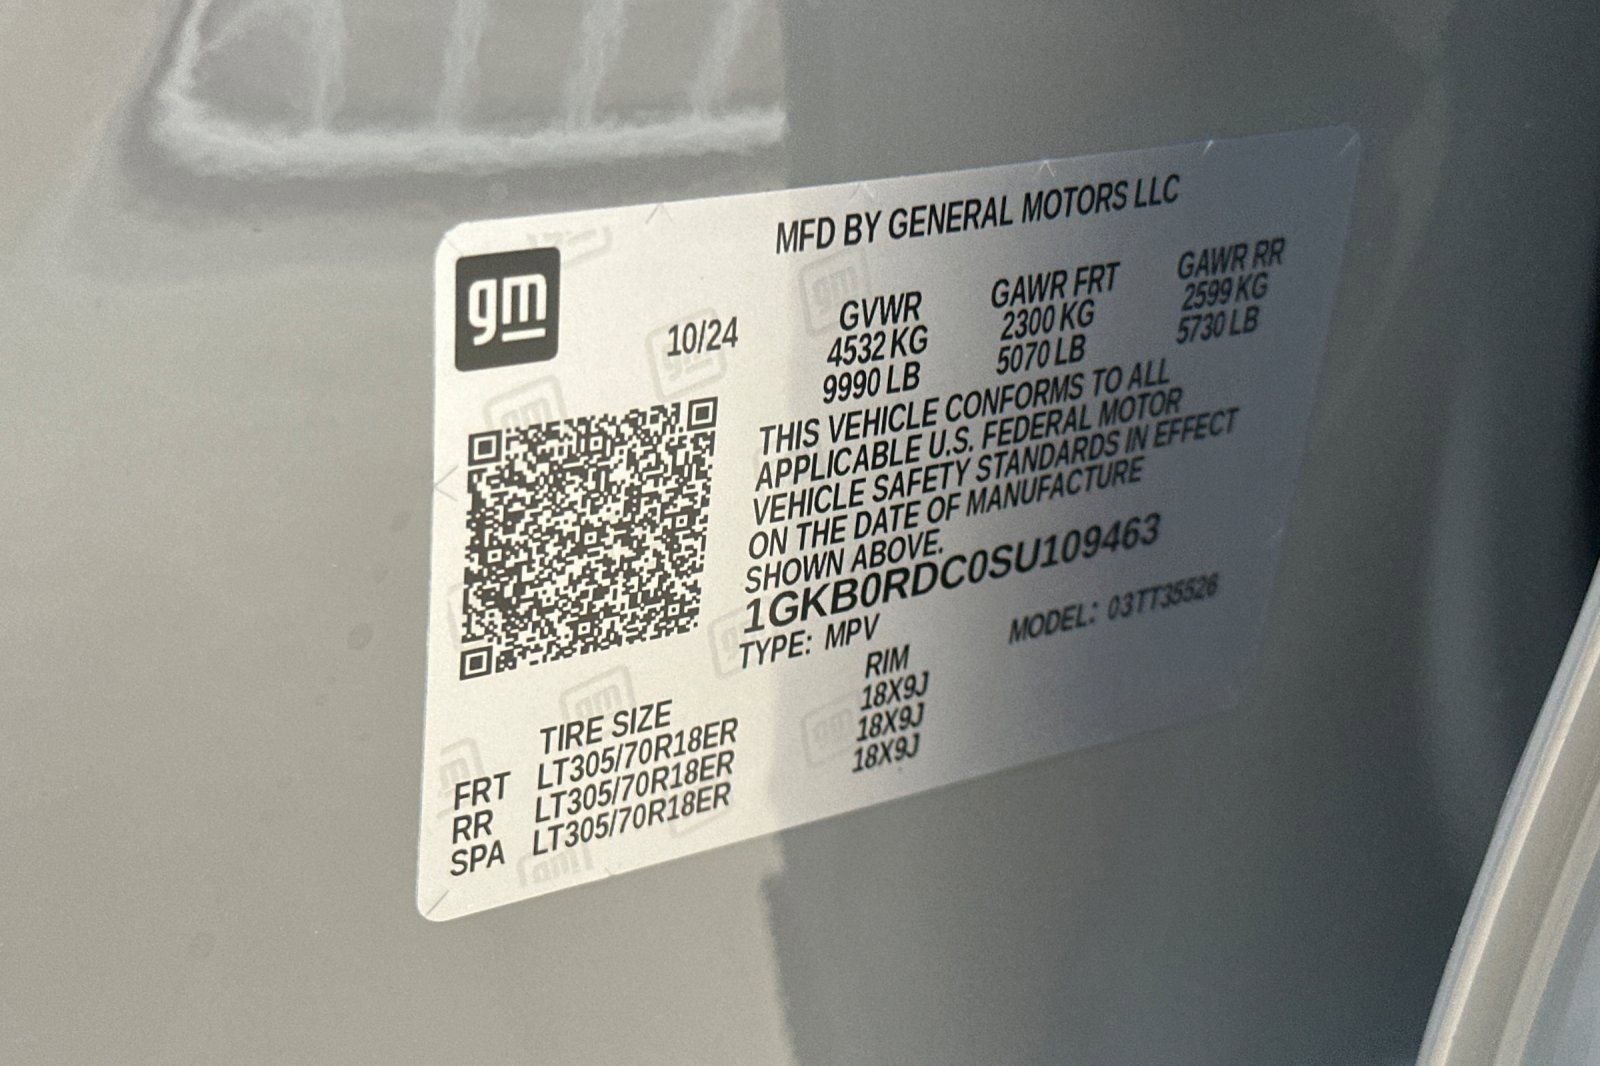 MFD BY GENERAL MOTORS LLC
gm
10/24
GVWR GAWR FRT GAWR RR
4532 KG 2300 KG 2599 KG
9990 LB 5070 LB 5730 LB
THIS VEHICLE CONFORMS TO ALL
APPLICABLE U.S. FEDERAL MOTOR
VEHICLE SAFETY STANDARDS IN EFFECT
ON THE DATE OF MANUFACTURE
SHOWN ABOVE.
1GKB0RDC0SU109463
TYPE: MPV MODEL: 03TT35526
TIRE SIZE RIM
FRT LT305/70R18ER 18X9J
RR LT305/70R18ER 18X9J
SPA LT305/70R18ER 18X9J